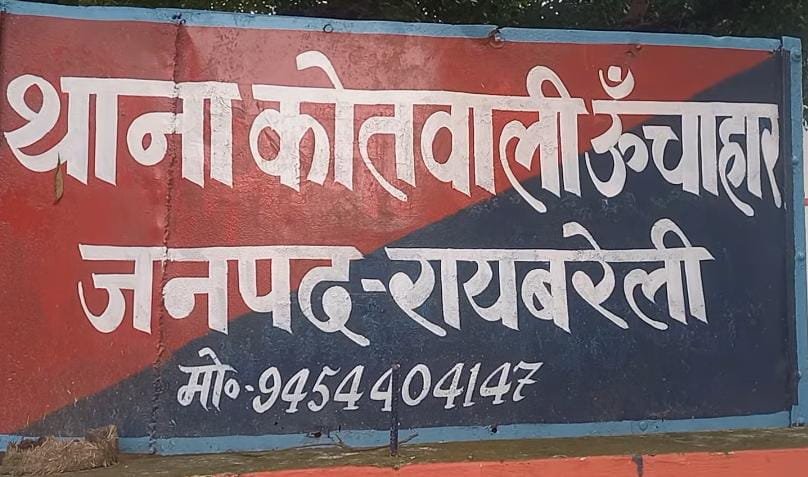 थाना कोतवाली ऊँचाहार
जनपद-रायबरेली
मो०-9454404147